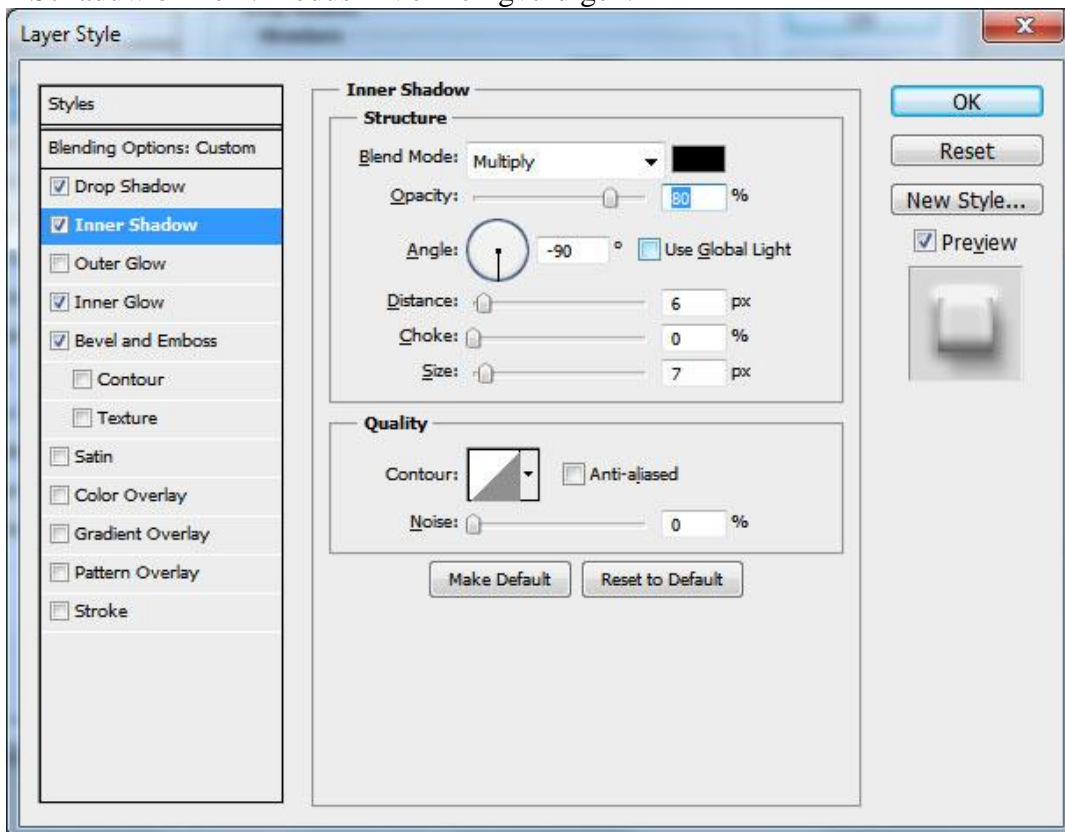 Layer Style
Styles
Blending Options: Custom
Drop Shadow
Inner Shadow
Outer Glow
Inner Glow
Bevel and Emboss
Contour
Texture
Satin
Color Overlay
Gradient Overlay
Pattern Overlay
Stroke
Inner Shadow
Structure
Blend Mode: Multiply
Opacity: 80 %
Angle: -90 ° Use Global Light
Distance: 6 px
Choke: 0 %
Size: 7 px
Quality
Contour: Anti-aliased
Noise: 0 %
Make Default Reset to Default
OK
Reset
New Style...
Preview